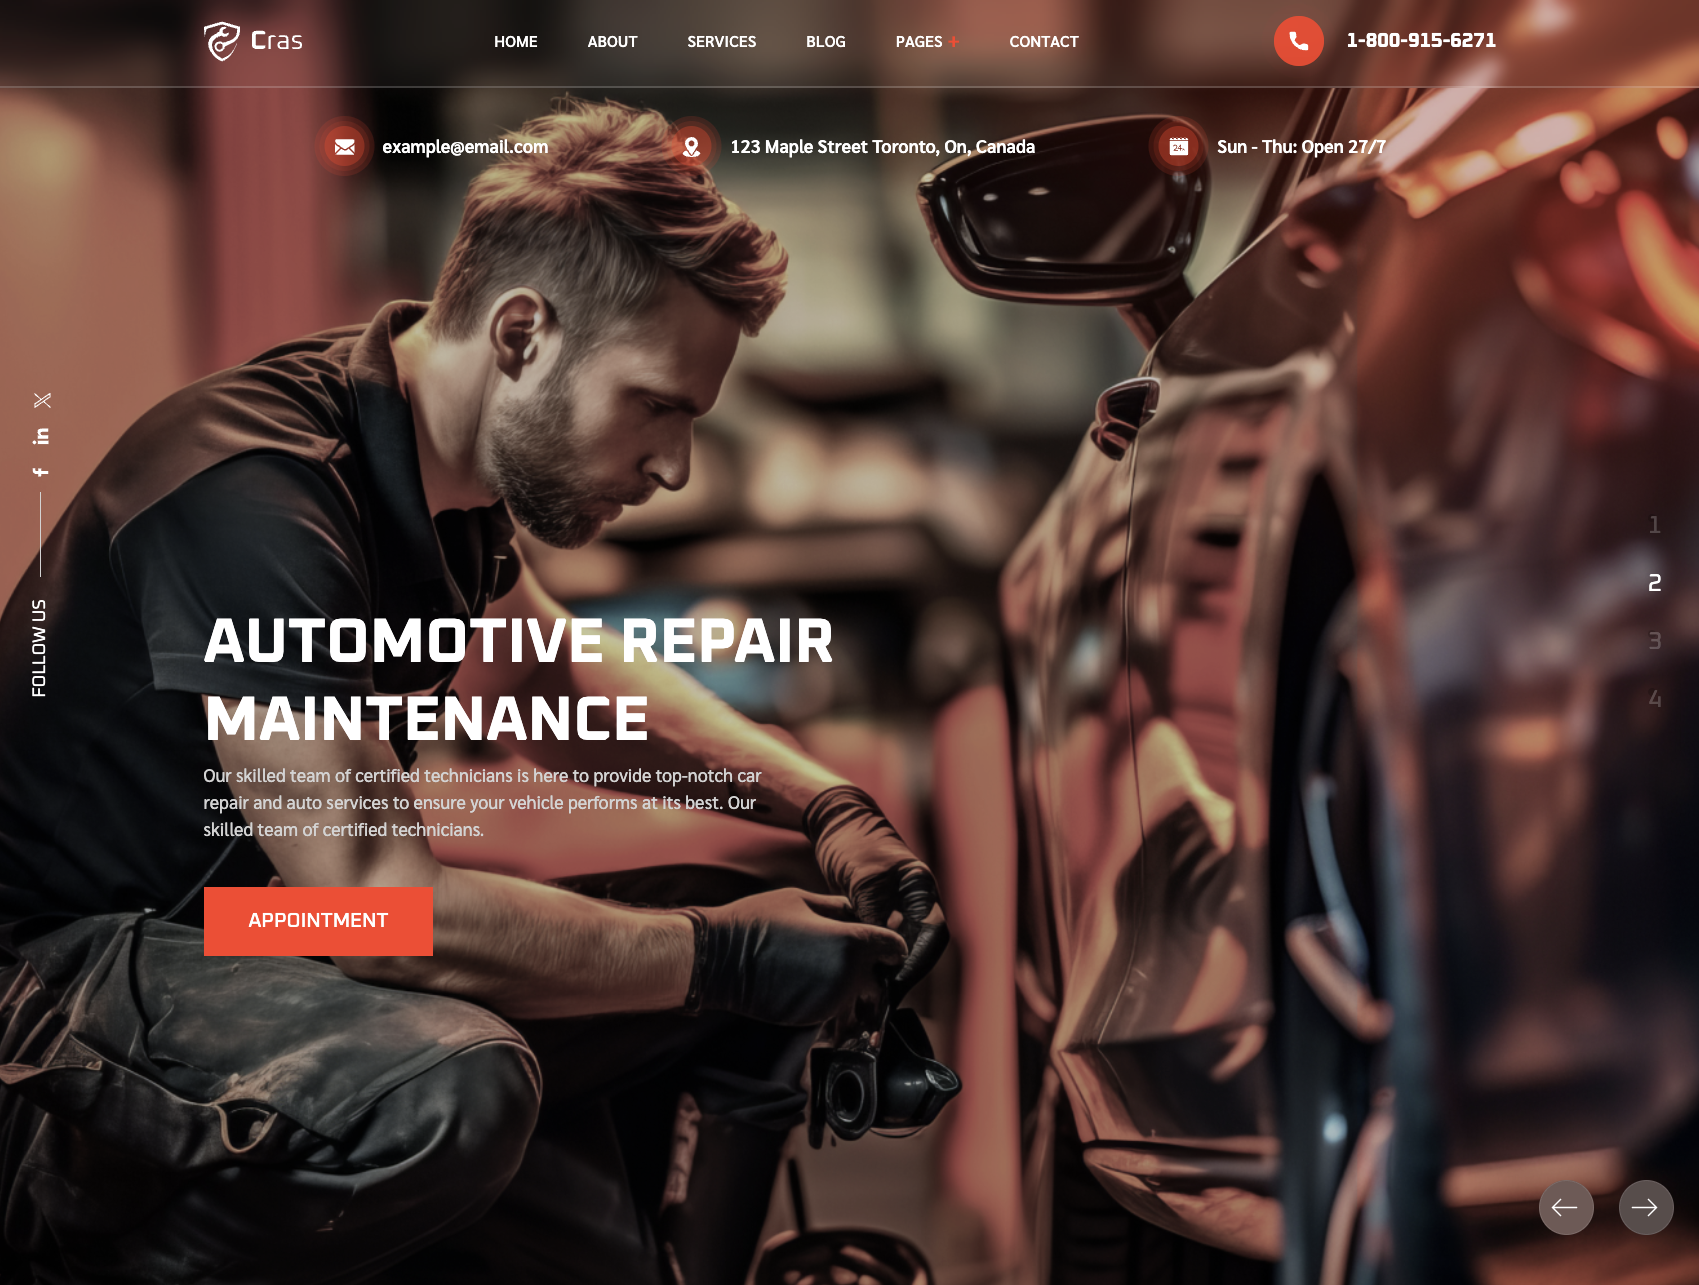 Cras
HOME ABOUT SERVICES BLOG PAGES + CONTACT
1-800-915-6271
example@email.com
123 Maple Street Toronto, On, Canada
24
Sun - Thu: Open 27/7
X
in
f
FOLLOW US
1
2
3
4
AUTOMOTIVE REPAIR
MAINTENANCE
Our skilled team of certified technicians is here to provide top-notch car
repair and auto services to ensure your vehicle performs at its best. Our
skilled team of certified technicians.
APPOINTMENT